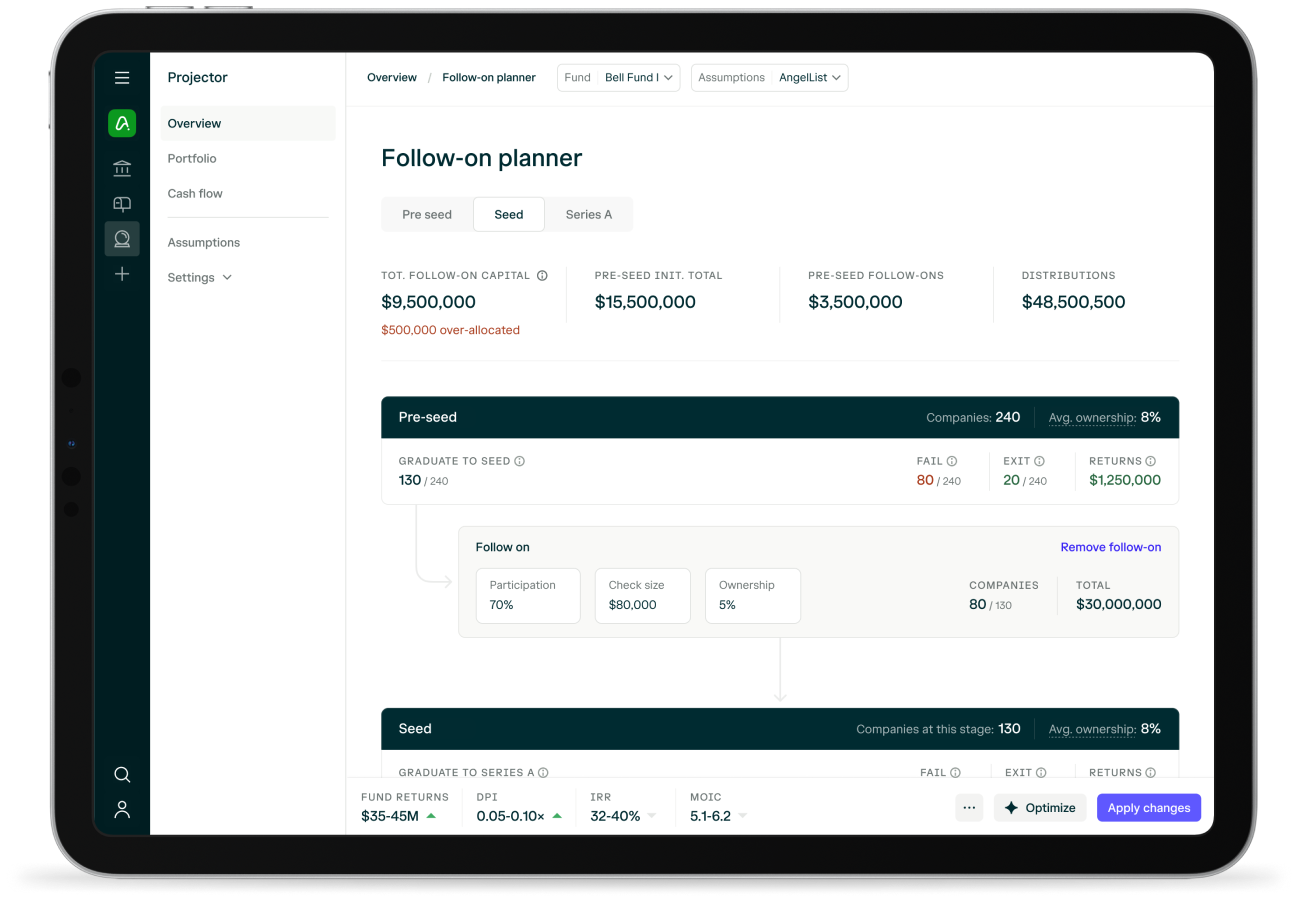 Projector
Overview
Portfolio
Cash flow
Assumptions
Settings
Overview / Follow-on planner Fund Bell Fund I Assumptions AngelList
Follow-on planner
Pre seed Seed Series A
TOT. FOLLOW-ON CAPITAL PRE-SEED INIT. TOTAL PRE-SEED FOLLOW-ONS DISTRIBUTIONS
$9,500,000 $15,500,000 $3,500,000 $48,500,500
$500,000 over-allocated
Pre-seed Companies: 240 Avg. ownership: 8%
GRADUATE TO SEED FAIL EXIT RETURNS
130 / 240 80 / 240 20 / 240 $1,250,000
Follow on Remove follow-on
Participation Check size Ownership COMPANIES TOTAL
70% $80,000 5% 80 / 130 $30,000,000
Seed Companies at this stage: 130 Avg. ownership: 8%
GRADUATE TO SERIES A FAIL EXIT RETURNS
FUND RETURNS DPI IRR MOIC
$35-45M 0.05-0.10× 32-40% 5.1-6.2
... Optimize Apply changes